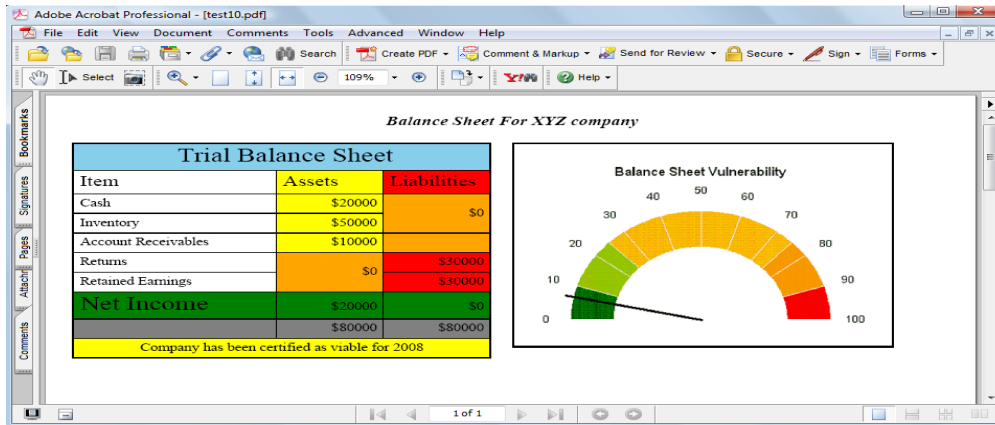 Adobe Acrobat Professional - [test10.pdf]
File Edit View Document Comments Tools Advanced Window Help
Search Create PDF Comment & Markup Send for Review Secure Sign Forms
Select 109% Y! Help
Bookmarks
Signatures
Pages
Attachr
Comments
Balance Sheet For XYZ company
Trial Balance Sheet
Item Assets Liabilities
Cash $20000
$0
Inventory $50000
Account Receivables $10000
Returns $30000
$0
Retained Earnings $30000
Net Income $20000 $0
$80000 $80000
Company has been certified as viable for 2008
Balance Sheet Vulnerability
0
10
20
30
40
50
60
70
80
90
100
1 of 1